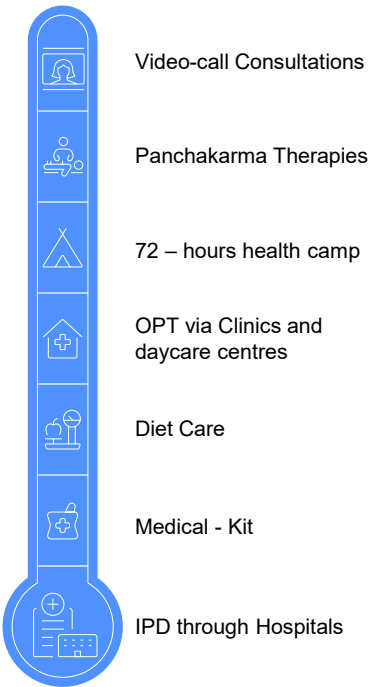 Video-call Consultations
Panchakarma Therapies
72 – hours health camp
OPT via Clinics and
daycare centres
Diet Care
Medical - Kit
IPD through Hospitals